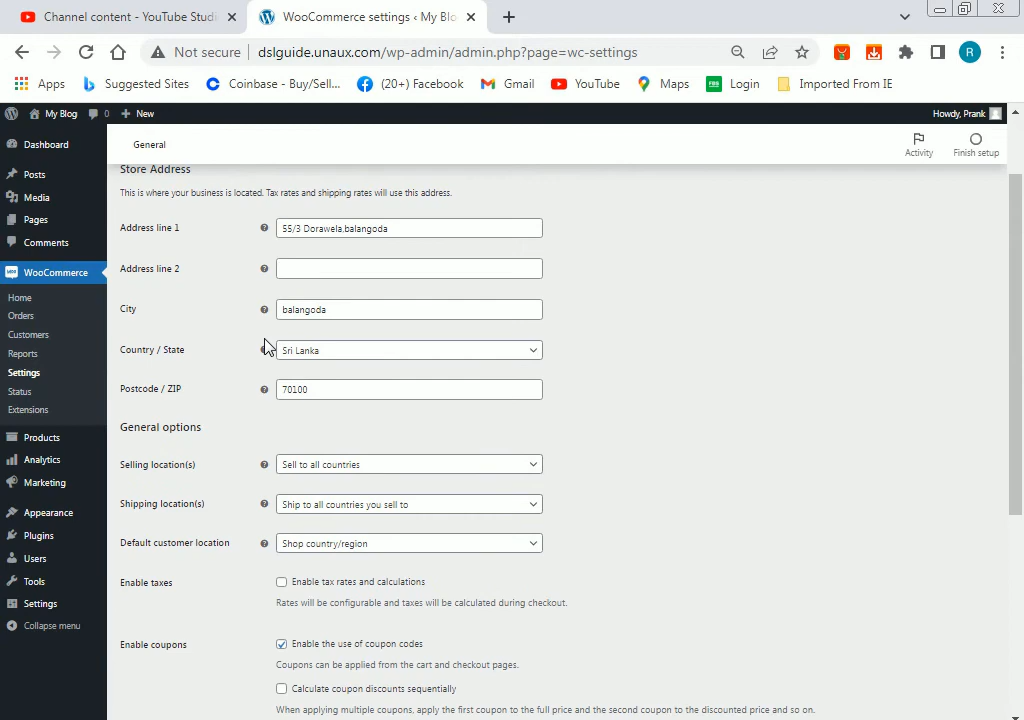 Channel content - YouTube Studi
WooCommerce settings ‹ My Blo
Not secure dslguide.unaux.com/wp-admin/admin.php?page=wc-settings
R
Apps
Suggested Sites
Coinbase - Buy/Sell...
(20+) Facebook
Gmail
YouTube
Maps
Login
Imported From IE
My Blog
0
New
Howdy, Prank
Dashboard
Posts
Media
Pages
Comments
WooCommerce
Home
Orders
Customers
Reports
Settings
Status
Extensions
Products
Analytics
Marketing
Appearance
Plugins
Users
Tools
Settings
Collapse menu
General
Activity
Finish setup
Store Address
This is where your business is located. Tax rates and shipping rates will use this address.
Address line 1
55/3 Dorawela,balangoda
Address line 2
City
balangoda
Country / State
Sri Lanka
Postcode / ZIP
70100
General options
Selling location(s)
Sell to all countries
Shipping location(s)
Ship to all countries you sell to
Default customer location
Shop country/region
Enable taxes
Enable tax rates and calculations
Rates will be configurable and taxes will be calculated during checkout.
Enable coupons
Enable the use of coupon codes
Coupons can be applied from the cart and checkout pages.
Calculate coupon discounts sequentially
When applying multiple coupons, apply the first coupon to the full price and the second coupon to the discounted price and so on.